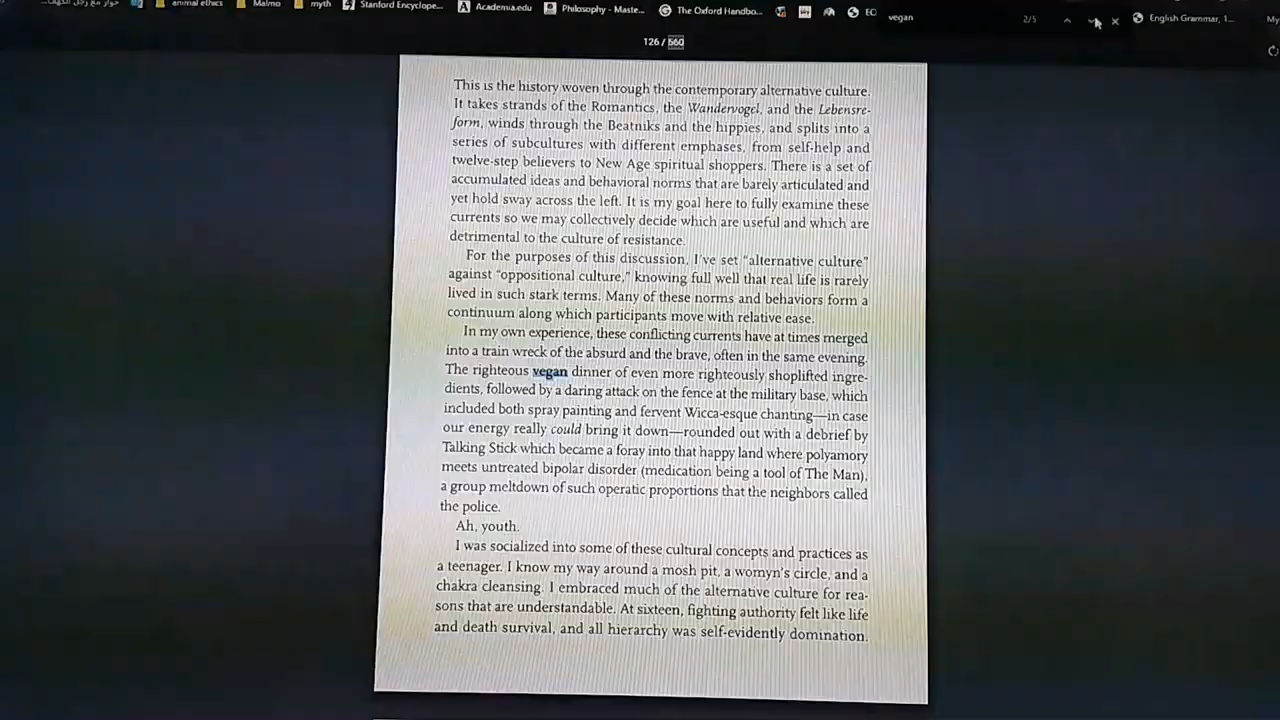 animal ethics
Malmo
myth
Stanford Encyclope...
Academia.edu
Philosophy - Maste...
The Oxford Handbo...
EC
vegan
2/5
English Grammar, 1...
My
126 / 560
This is the history woven through the contemporary alternative culture.
It takes strands of the Romantics, the Wandervogel, and the Lebensre-
form, winds through the Beatniks and the hippies, and splits into a
series of subcultures with different emphases, from self-help and
twelve-step believers to New Age spiritual shoppers. There is a set of
accumulated ideas and behavioral norms that are barely articulated and
yet hold sway across the left. It is my goal here to fully examine these
currents so we may collectively decide which are useful and which are
detrimental to the culture of resistance.
For the purposes of this discussion, I've set “alternative culture”
against “oppositional culture,” knowing full well that real life is rarely
lived in such stark terms. Many of these norms and behaviors form a
continuum along which participants move with relative ease.
In my own experience, these conflicting currents have at times merged
into a train wreck of the absurd and the brave, often in the same evening.
The righteous vegan dinner of even more righteously shoplifted ingre-
dients, followed by a daring attack on the fence at the military base, which
included both spray painting and fervent Wicca-esque chanting—in case
our energy really could bring it down—rounded out with a debrief by
Talking Stick which became a foray into that happy land where polyamory
meets untreated bipolar disorder (medication being a tool of The Man),
a group meltdown of such operatic proportions that the neighbors called
the police.
Ah, youth.
I was socialized into some of these cultural concepts and practices as
a teenager. I know my way around a mosh pit, a womyn's circle, and a
chakra cleansing. I embraced much of the alternative culture for rea-
sons that are understandable. At sixteen, fighting authority felt like life
and death survival, and all hierarchy was self-evidently domination.